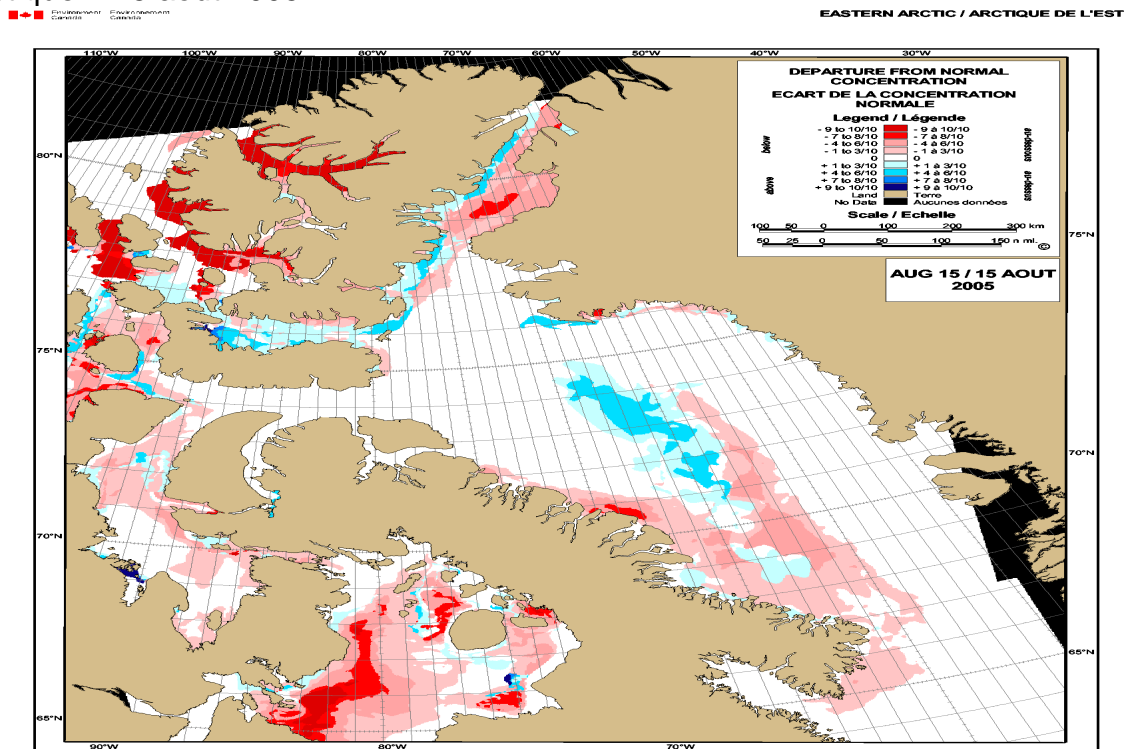 Environment Environnement
Canada Canada
EASTERN ARCTIC / ARCTIQUE DE L'EST
110°W 100°W 90°W 80°W 70°W 60°W 50°W 40°W 30°W
DEPARTURE FROM NORMAL
CONCENTRATION
ECART DE LA CONCENTRATION
NORMALE
Legend / Légende
- 9 to 10/10 - 9 à 10/10
- 7 to 8/10 - 7 à 8/10
- 4 to 6/10 - 4 à 6/10
- 1 to 3/10 - 1 à 3/10
0 0
+ 1 to 3/10 + 1 à 3/10
+ 4 to 6/10 + 4 à 6/10
+ 7 to 8/10 + 7 à 8/10
+ 9 to 10/10 + 9 à 10/10
Land Terre
No Data Aucunes données
below
above
au-dessus
au-dessus
Scale / Echelle
100 50 0 100 200 300 km
50 25 0 50 100 150 n mi.
©
AUG 15 / 15 AOUT
2005
80°N
75°N
75°N
70°N
70°N
65°N
65°N
90°W 80°W 70°W